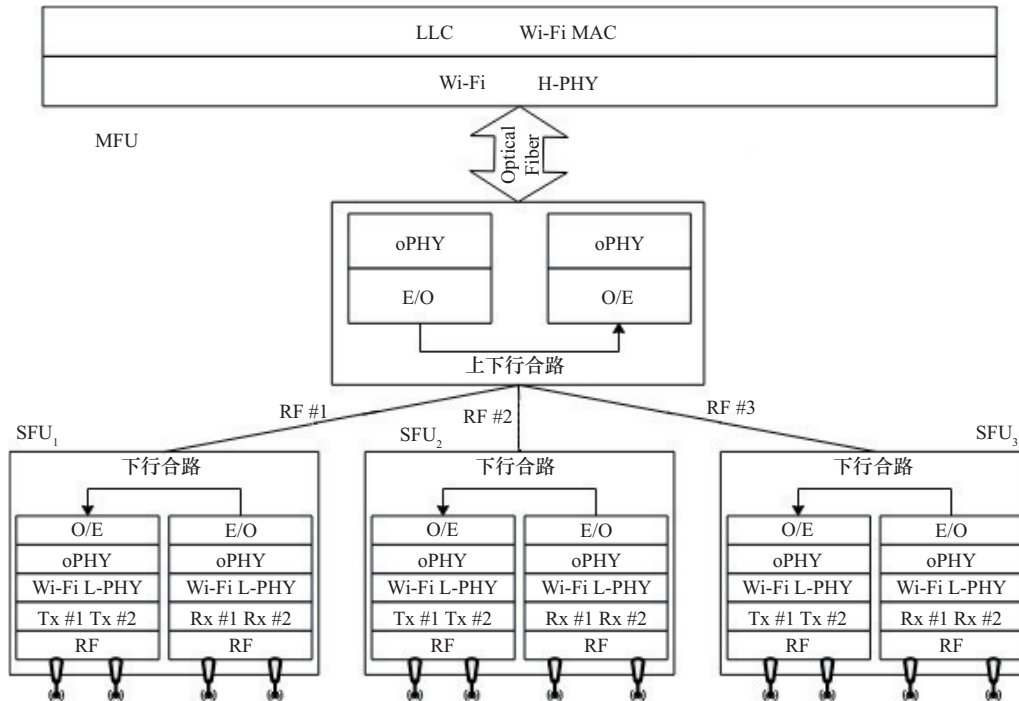 LLC Wi-Fi MAC
Wi-Fi H-PHY
MFU
Optical
Fiber
oPHY oPHY
E/O O/E
上下行合路
RF #1 RF #2 RF #3
SFU₁ SFU₂ SFU₃
下行合路 下行合路 下行合路
O/E E/O O/E E/O O/E E/O
oPHY oPHY oPHY oPHY oPHY oPHY
Wi-Fi L-PHY Wi-Fi L-PHY Wi-Fi L-PHY Wi-Fi L-PHY Wi-Fi L-PHY Wi-Fi L-PHY
Tx #1 Tx #2 Rx #1 Rx #2 Tx #1 Tx #2 Rx #1 Rx #2 Tx #1 Tx #2 Rx #1 Rx #2
RF RF RF RF RF RF